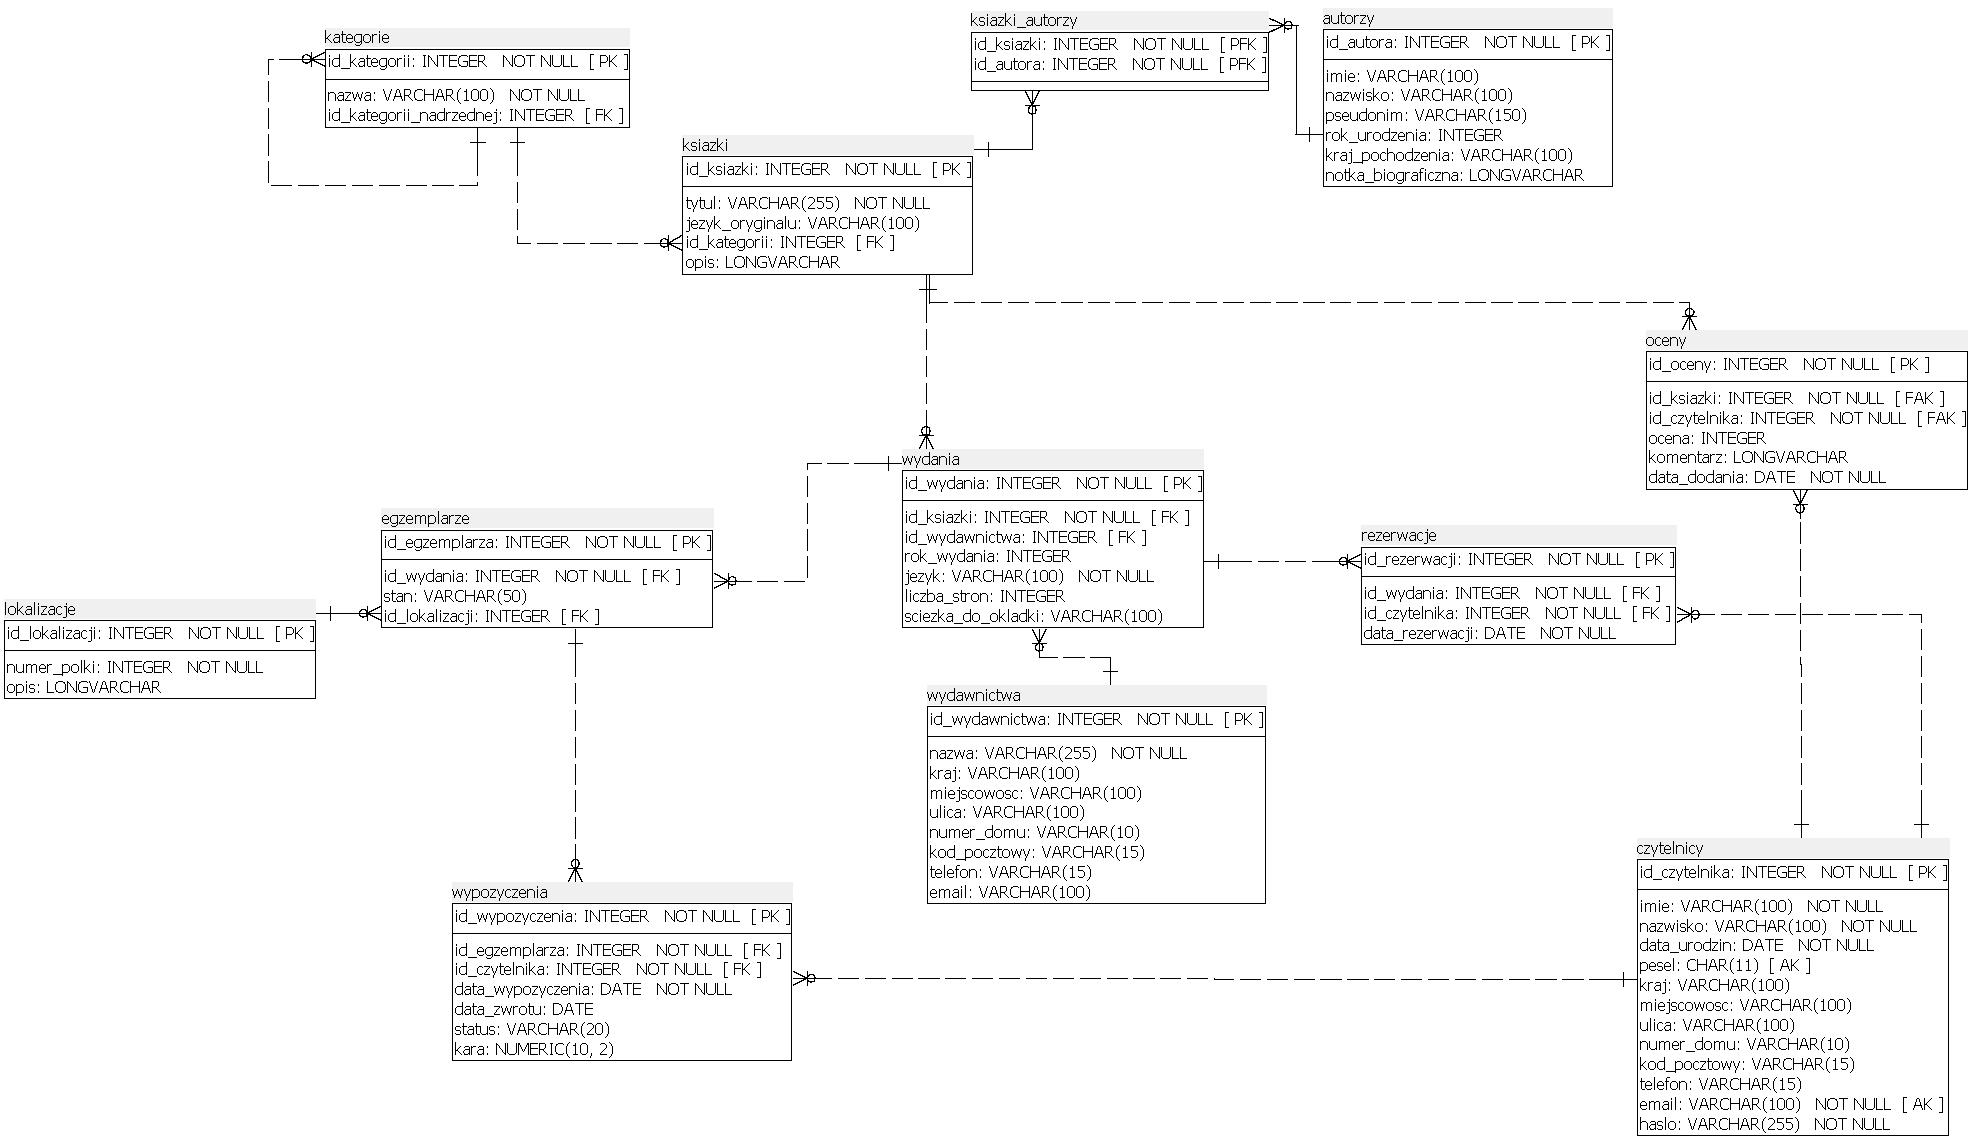 kategorie
id_kategorii: INTEGER NOT NULL [ PK ]
nazwa: VARCHAR(100) NOT NULL
id_kategorii_nadrzednej: INTEGER [ FK ]
ksiazki_autorzy
id_ksiazki: INTEGER NOT NULL [ PFK ]
id_autora: INTEGER NOT NULL [ PFK ]
autorzy
id_autora: INTEGER NOT NULL [ PK ]
imie: VARCHAR(100)
nazwisko: VARCHAR(100)
pseudonim: VARCHAR(150)
rok_urodzenia: INTEGER
kraj_pochodzenia: VARCHAR(100)
notka_biograficzna: LONGVARCHAR
ksiazki
id_ksiazki: INTEGER NOT NULL [ PK ]
tytul: VARCHAR(255) NOT NULL
jezyk_oryginalu: VARCHAR(100)
id_kategorii: INTEGER [ FK ]
opis: LONGVARCHAR
oceny
id_oceny: INTEGER NOT NULL [ PK ]
id_ksiazki: INTEGER NOT NULL [ FAK ]
id_czytelnika: INTEGER NOT NULL [ FAK ]
ocena: INTEGER
komentarz: LONGVARCHAR
data_dodania: DATE NOT NULL
wydania
id_wydania: INTEGER NOT NULL [ PK ]
id_ksiazki: INTEGER NOT NULL [ FK ]
id_wydawnictwa: INTEGER [ FK ]
rok_wydania: INTEGER
jezyk: VARCHAR(100) NOT NULL
liczba_stron: INTEGER
sciezka_do_okladki: VARCHAR(100)
egzemplarze
id_egzemplarza: INTEGER NOT NULL [ PK ]
id_wydania: INTEGER NOT NULL [ FK ]
stan: VARCHAR(50)
id_lokalizacji: INTEGER [ FK ]
rezerwacje
id_rezerwacji: INTEGER NOT NULL [ PK ]
id_wydania: INTEGER NOT NULL [ FK ]
id_czytelnika: INTEGER NOT NULL [ FK ]
data_rezerwacji: DATE NOT NULL
lokalizacje
id_lokalizacji: INTEGER NOT NULL [ PK ]
numer_polki: INTEGER NOT NULL
opis: LONGVARCHAR
wydawnictwa
id_wydawnictwa: INTEGER NOT NULL [ PK ]
nazwa: VARCHAR(255) NOT NULL
kraj: VARCHAR(100)
miejscowosc: VARCHAR(100)
ulica: VARCHAR(100)
numer_domu: VARCHAR(10)
kod_pocztowy: VARCHAR(15)
telefon: VARCHAR(15)
email: VARCHAR(100)
wypozyczenia
id_wypozyczenia: INTEGER NOT NULL [ PK ]
id_egzemplarza: INTEGER NOT NULL [ FK ]
id_czytelnika: INTEGER NOT NULL [ FK ]
data_wypozyczenia: DATE NOT NULL
data_zwrotu: DATE
status: VARCHAR(20)
kara: NUMERIC(10, 2)
czytelnicy
id_czytelnika: INTEGER NOT NULL [ PK ]
imie: VARCHAR(100) NOT NULL
nazwisko: VARCHAR(100) NOT NULL
data_urodzin: DATE NOT NULL
pesel: CHAR(11) [ AK ]
kraj: VARCHAR(100)
miejscowosc: VARCHAR(100)
ulica: VARCHAR(100)
numer_domu: VARCHAR(10)
kod_pocztowy: VARCHAR(15)
telefon: VARCHAR(15)
email: VARCHAR(100) NOT NULL [ AK ]
haslo: VARCHAR(255) NOT NULL